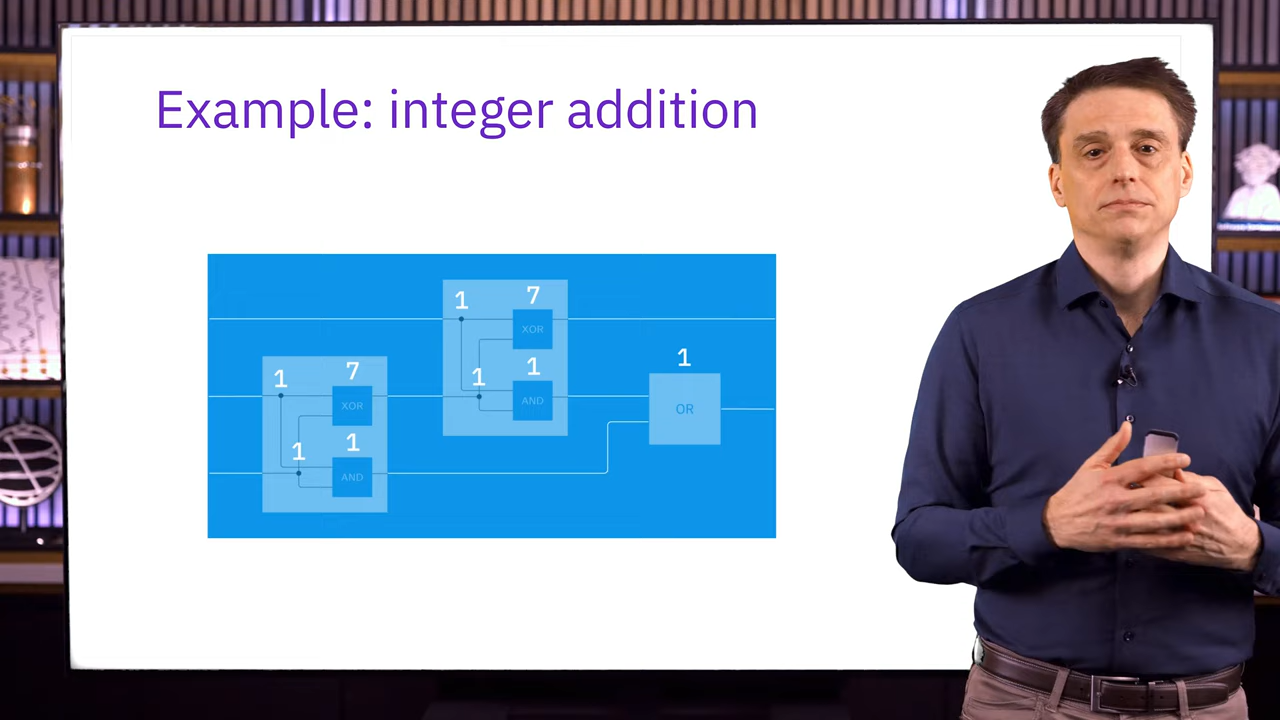 Example: integer addition
1 7
XOR
1 1
AND
1 7
XOR
1 1
AND
1
OR